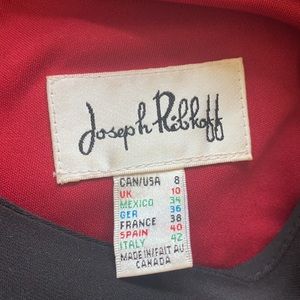 Joseph Ribkoff
CAN/USA 8
UK 10
MEXICO 34
GER 36
FRANCE 38
SPAIN 40
ITALY 42
MADE IN/FAIT AU
CANADA